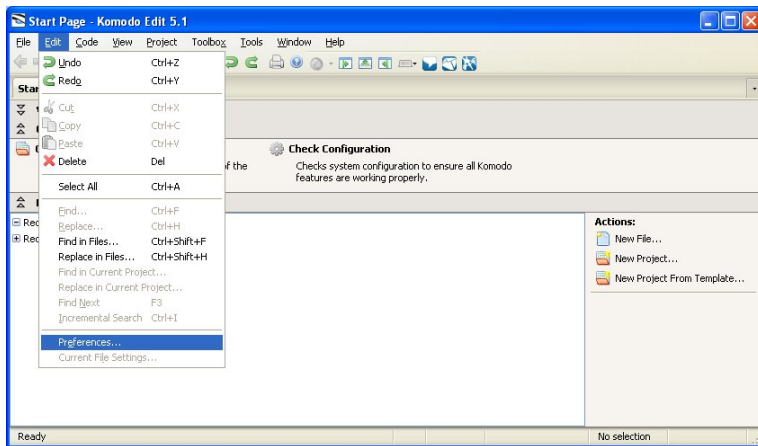 Start Page - Komodo Edit 5.1
File Edit Code View Project Toolbox Tools Window Help
Undo Ctrl+Z
Redo Ctrl+Y
Star
Cut Ctrl+X
Copy Ctrl+C
Paste Ctrl+V
Check Configuration
Delete Del
of the
Checks system configuration to ensure all Komodo
features are working properly.
Select All Ctrl+A
Find... Ctrl+F
Rec
Actions:
Replace... Ctrl+H
Rec
New File...
Find in Files... Ctrl+Shift+F
Replace in Files... Ctrl+Shift+H
New Project...
Find in Current Project...
New Project From Template...
Replace in Current Project...
Find Next F3
Incremental Search Ctrl+I
Preferences...
Current File Settings...
Ready No selection